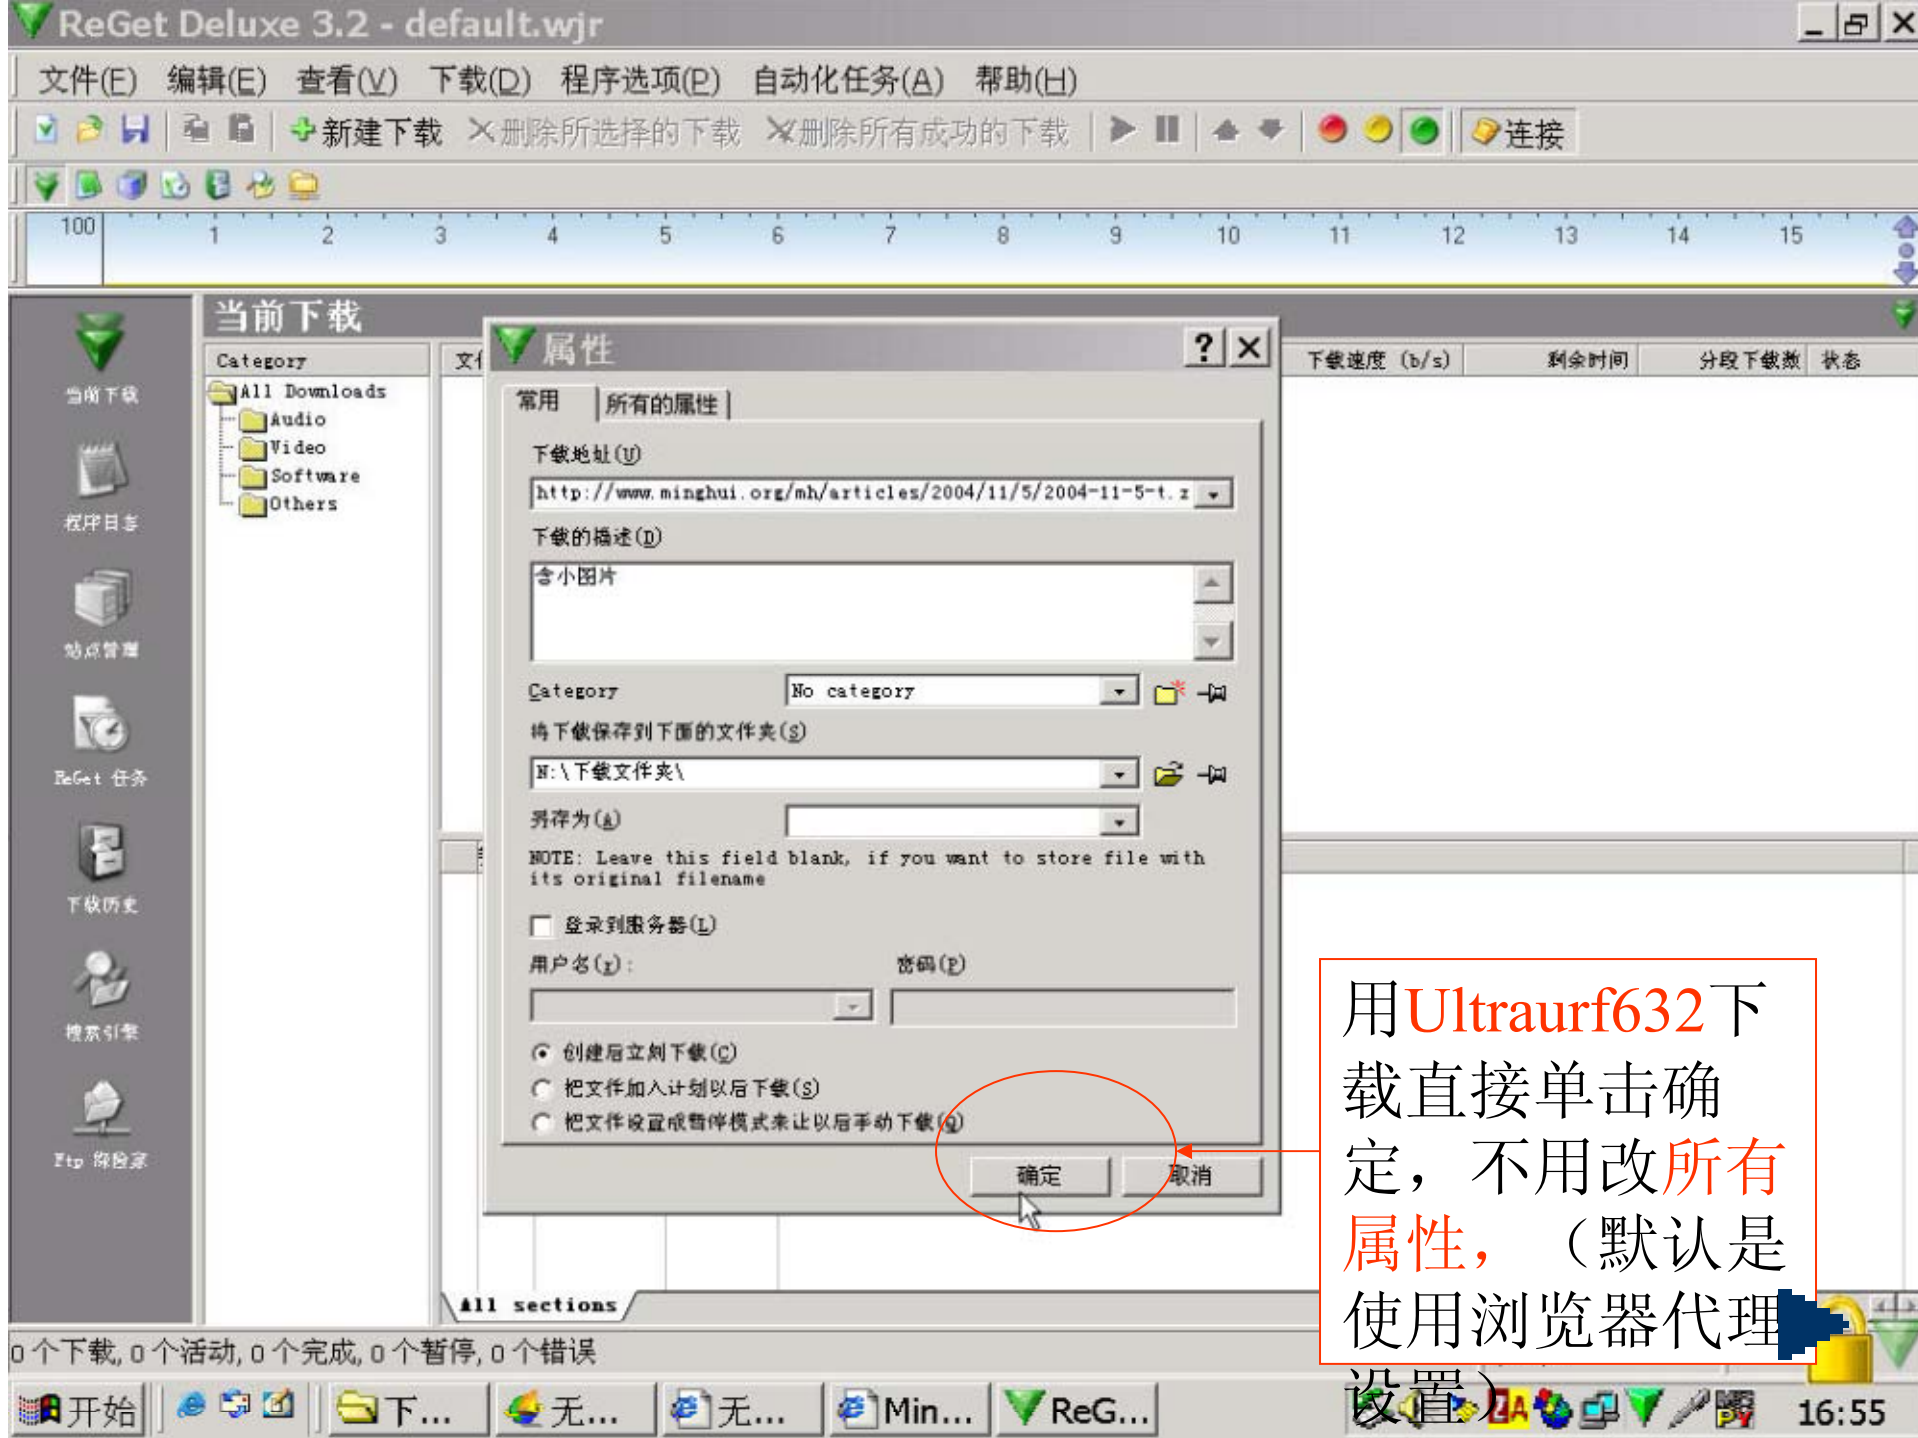 ReGet Deluxe 3.2 - default.wjr
文件(F) 编辑(E) 查看(V) 下载(D) 程序选项(P) 自动化任务(A) 帮助(H)
新建下载 删除所选择的下载 删除所有成功的下载 连接
100 1 2 3 4 5 6 7 8 9 10 11 12 13 14 15
当前下载
当前下载
程序日志
站点管理
ReGet 任务
下载历史
搜索引擎
Category
All Downloads
Audio
Video
Software
Others
下载速度 (b/s) 剩余时间 分段下载数 状态
属性
常用 所有的属性
下载地址(U)
http://www.minghui.org/mh/articles/2004/11/5/2004-11-5-t.z
下载的描述(D)
含小图片
Category No category
将下载保存到下面的文件夹(S)
N:\下载文件夹\
另存为(A)
NOTE: Leave this field blank, if you want to store file with
its original filename
登录到服务器(L)
用户名(r): 密码(P)
创建后立刻下载(C)
把文件加入计划以后下载(S)
把文件设置成暂停模式来让以后手动下载(Q)
确定 取消
All sections
用Ultraurf632下
载直接单击确
定，不用改所有
属性，（默认是
使用浏览器代理
设置）
0个下载, 0个活动, 0个完成, 0个暂停, 0个错误
开始 下... 无... 无... Min... ReG... 16:55